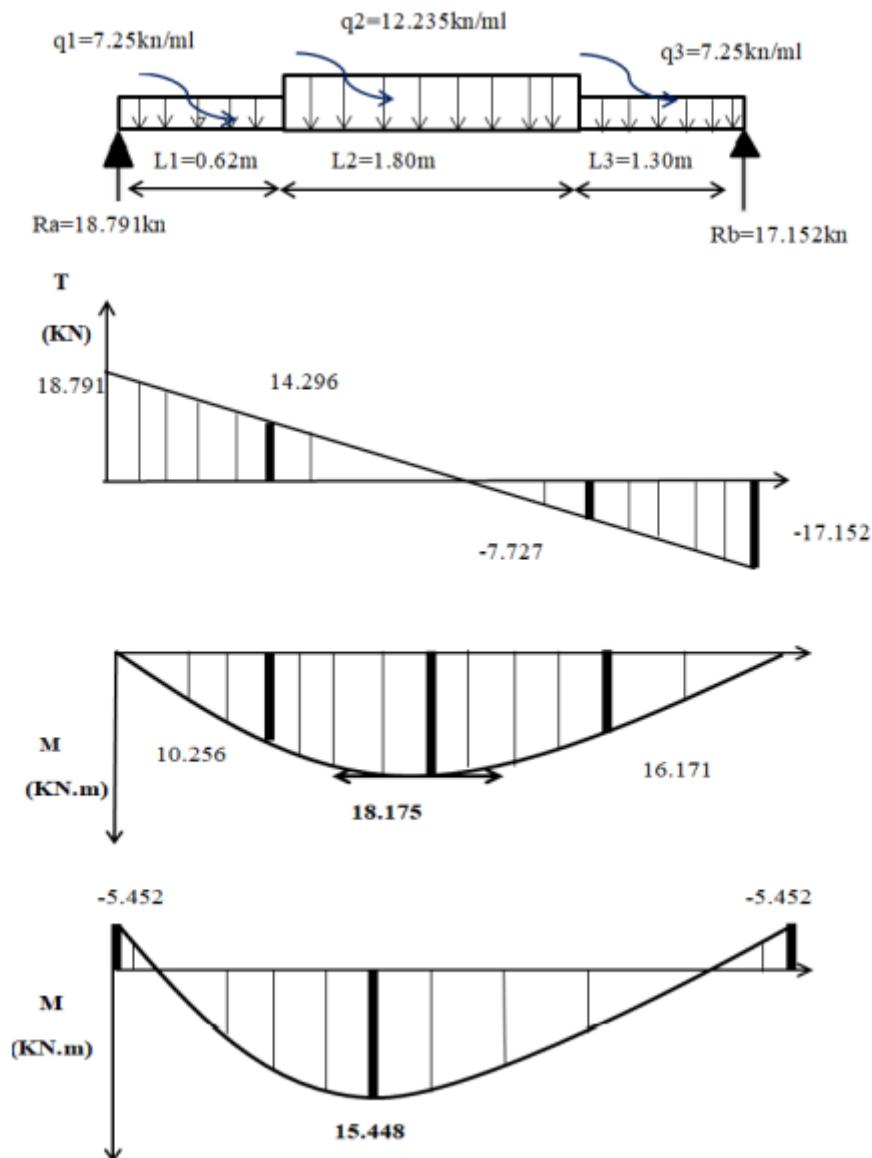 q1=7.25kn/ml
q2=12.235kn/ml
q3=7.25kn/ml
L1=0.62m
L2=1.80m
L3=1.30m
Ra=18.791kn
Rb=17.152kn
T
(KN)
18.791
14.296
-7.727
-17.152
M
(KN.m)
10.256
18.175
16.171
-5.452
-5.452
M
(KN.m)
15.448